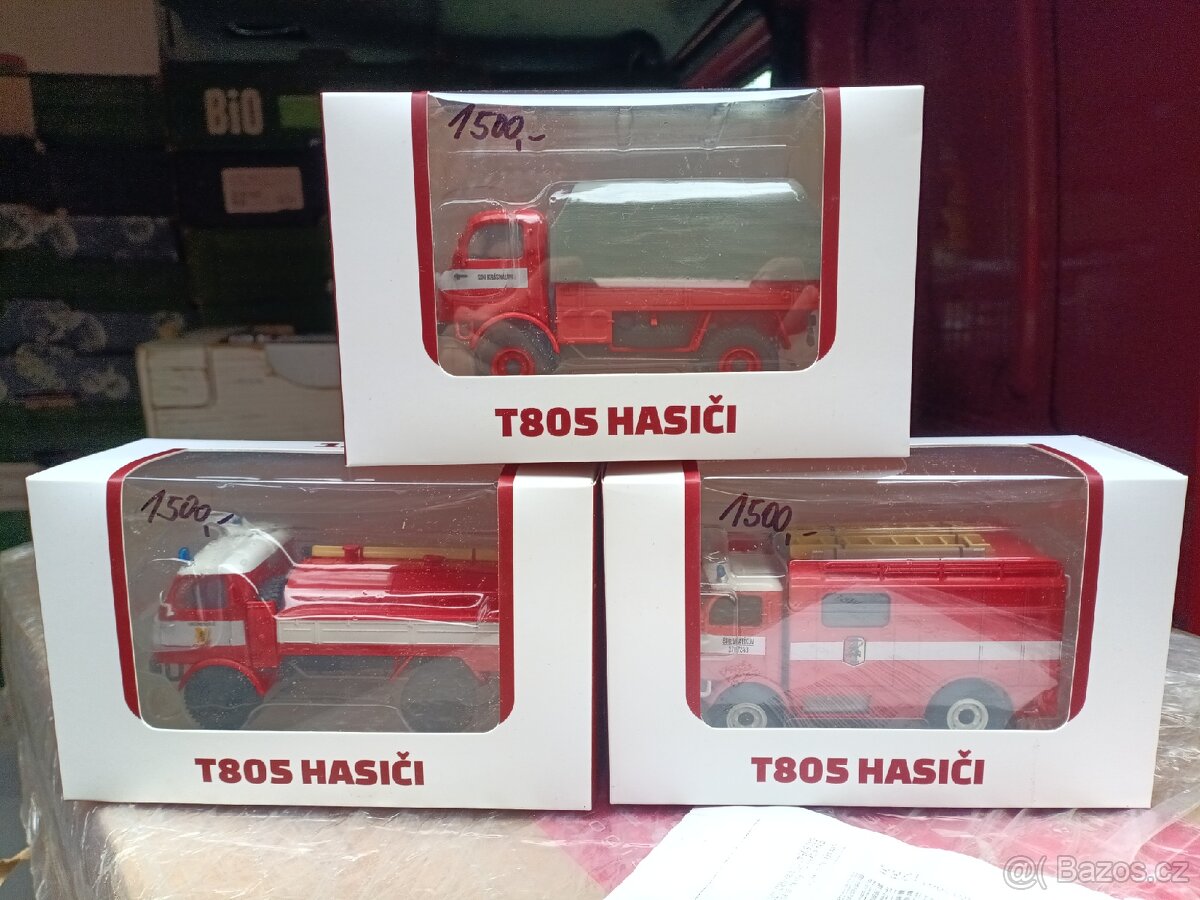 BIO
1500,-
T805 HASIČI
1500,-
T805 HASIČI
1500,-
T805 HASIČI
@( Bazos.cz